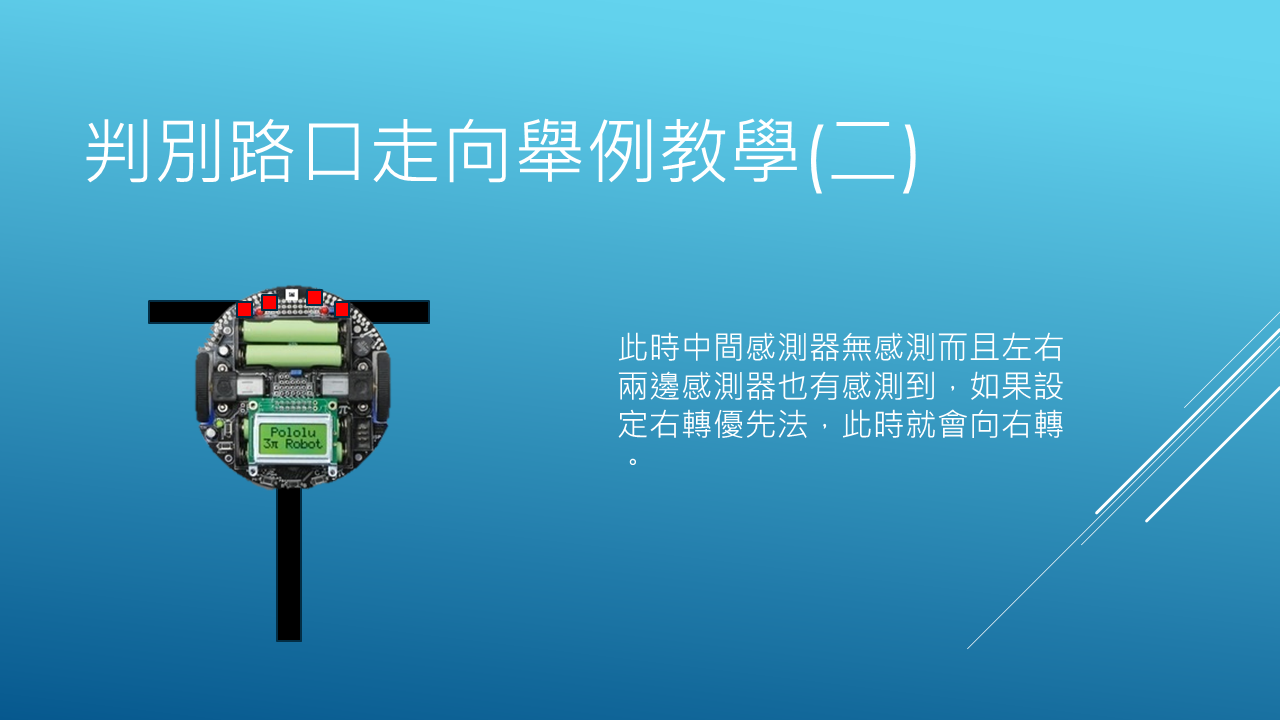 判別路口走向舉例教學(二)
Pololu
3π Robot
此時中間感測器無感測而且左右
兩邊感測器也有感測到，如果設
定右轉優先法，此時就會向右轉
。